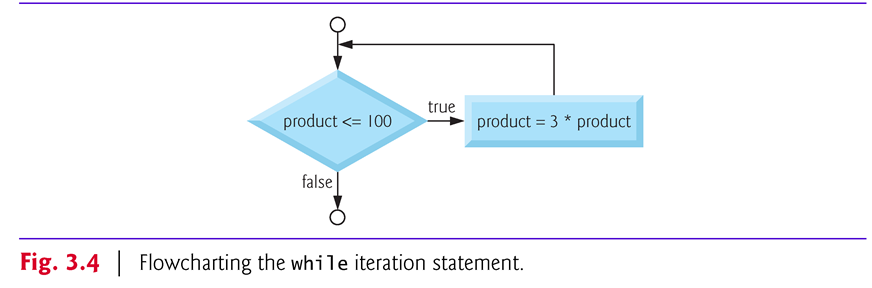 true
product <= 100
product = 3 * product
false
Fig. 3.4 | Flowcharting the while iteration statement.